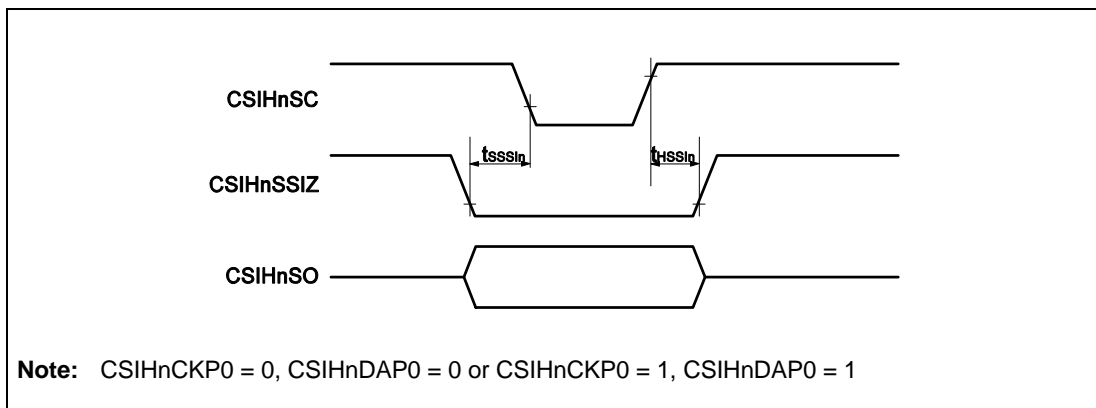 CSIHnSC
tSSSIn
tHSSIn
CSIHnSSIZ
CSIHnSO
Note: CSIHnCKP0 = 0, CSIHnDAP0 = 0 or CSIHnCKP0 = 1, CSIHnDAP0 = 1